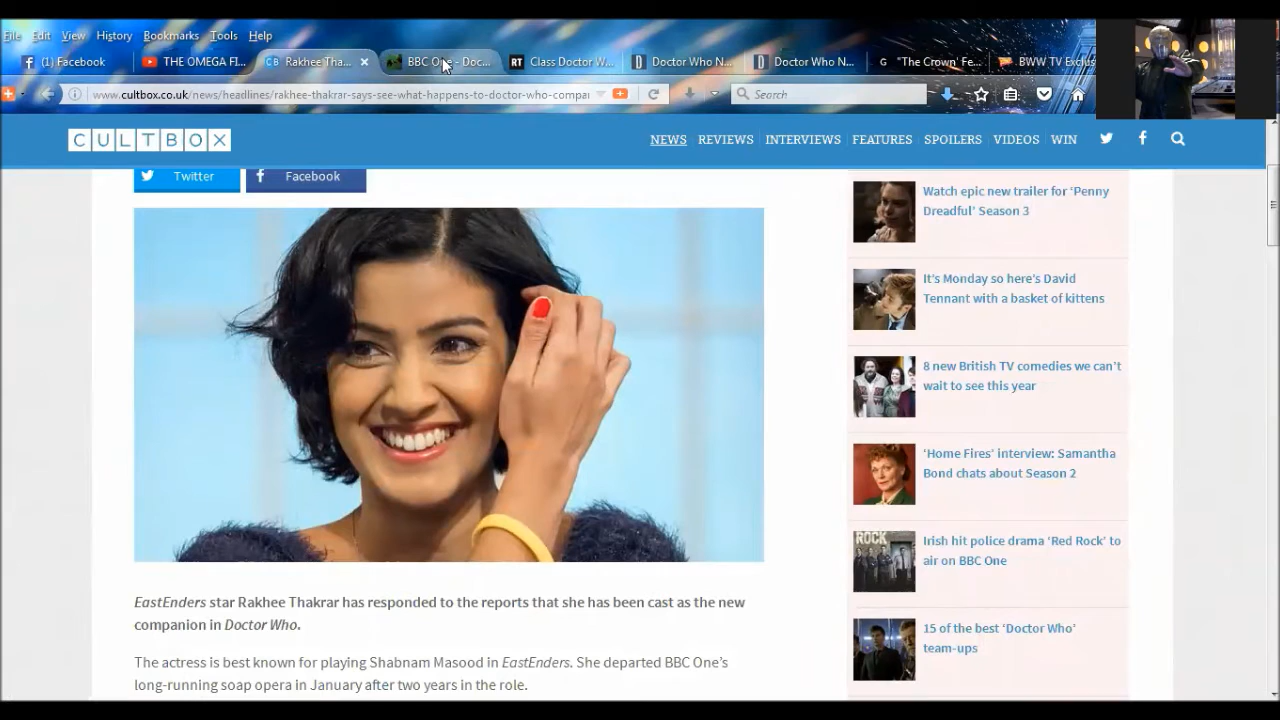 File Edit View History Bookmarks Tools Help
(1) Facebook THE OMEGA FI... CB Rakhee Tha... BBC One - Doc... RT Class Doctor W... Doctor Who N... Doctor Who N... G "The Crown' Fe... BWW TV Exclus
www.cultbox.co.uk/news/headlines/rakhee-thakrar-says-see-what-happens-to-doctor-who-compa Search
CULTBOX
NEWS REVIEWS INTERVIEWS FEATURES SPOILERS VIDEOS WIN
Twitter Facebook
EastEnders star Rakhee Thakrar has responded to the reports that she has been cast as the new
companion in Doctor Who.
The actress is best known for playing Shabnam Masood in EastEnders. She departed BBC One's
long-running soap opera in January after two years in the role.
Watch epic new trailer for 'Penny
Dreadful' Season 3
It's Monday so here's David
Tennant with a basket of kittens
8 new British TV comedies we can't
wait to see this year
'Home Fires' interview: Samantha
Bond chats about Season 2
ROCK
Irish hit police drama 'Red Rock' to
air on BBC One
15 of the best 'Doctor Who'
team-ups